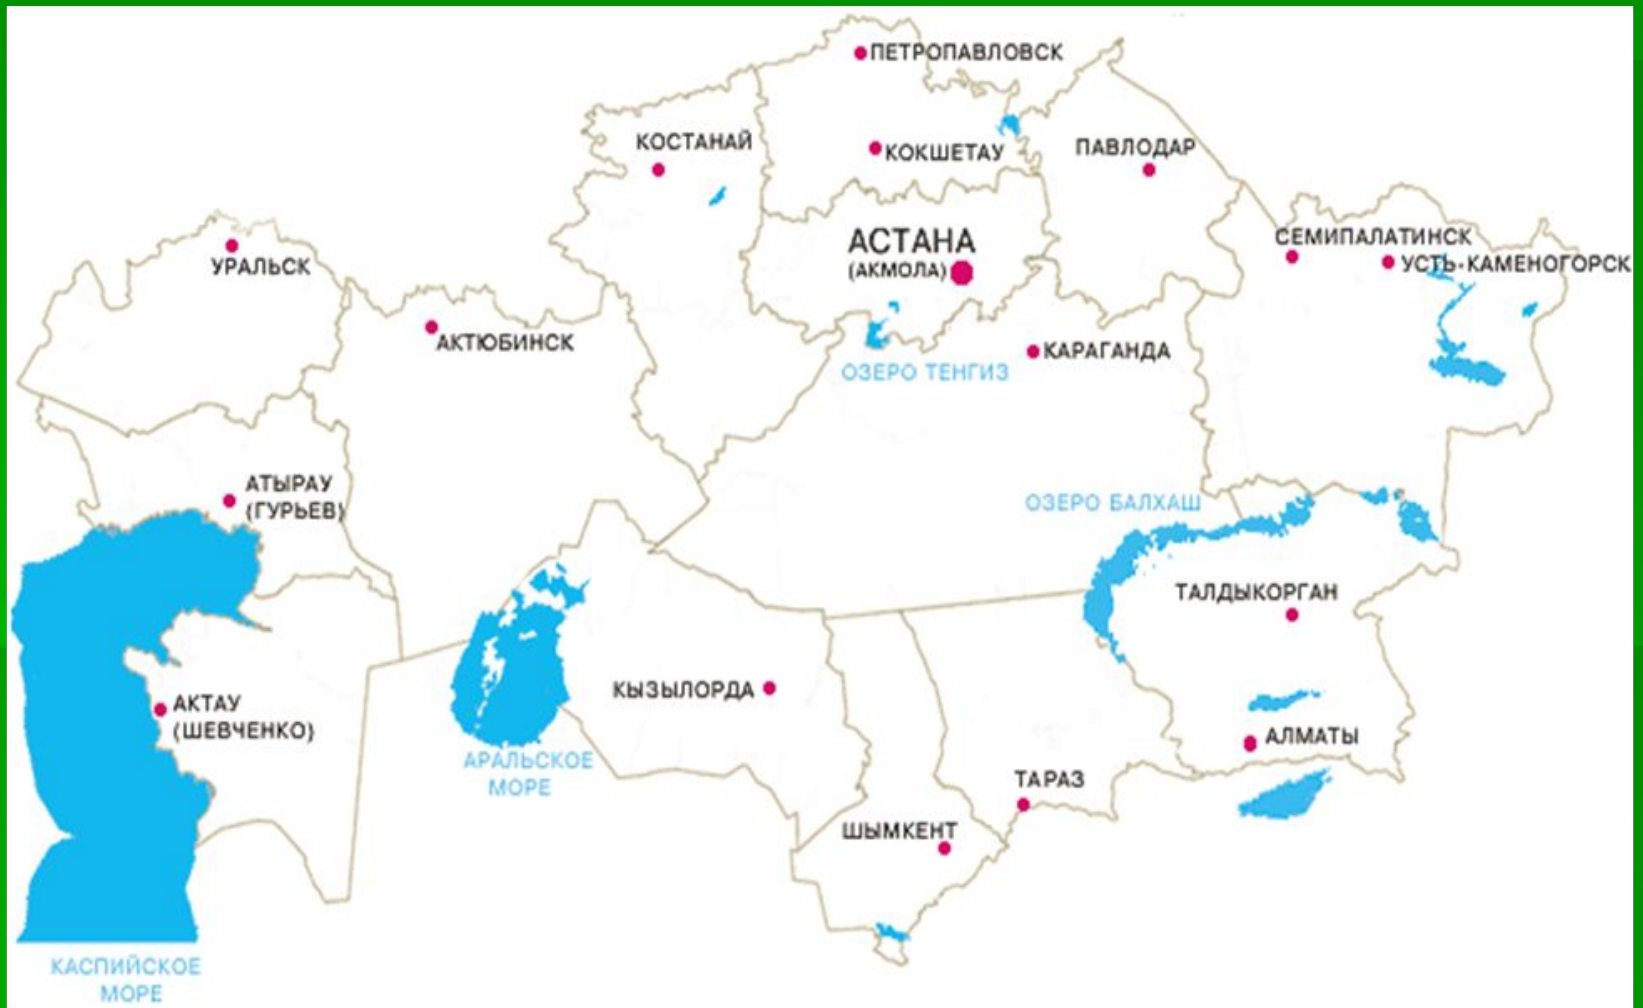 ПЕТРОПАВЛОВСК
КОСТАНАЙ
КОКШЕТАУ
ПАВЛОДАР
АСТАНА
(АКМОЛА)
СЕМИПАЛАТИНСК
УСТЬ-КАМЕНОГОРСК
УРАЛЬСК
АКТЮБИНСК
КАРАГАНДА
ОЗЕРО ТЕНГИЗ
АТЫРАУ
(ГУРЬЕВ)
ОЗЕРО БАЛХАШ
ТАЛДЫКОРГАН
КЫЗЫЛОРДА
АКТАУ
(ШЕВЧЕНКО)
АЛМАТЫ
АРАЛЬСКОЕ
МОРЕ
ТАРАЗ
ШЫМКЕНТ
КАСПИЙСКОЕ
МОРЕ